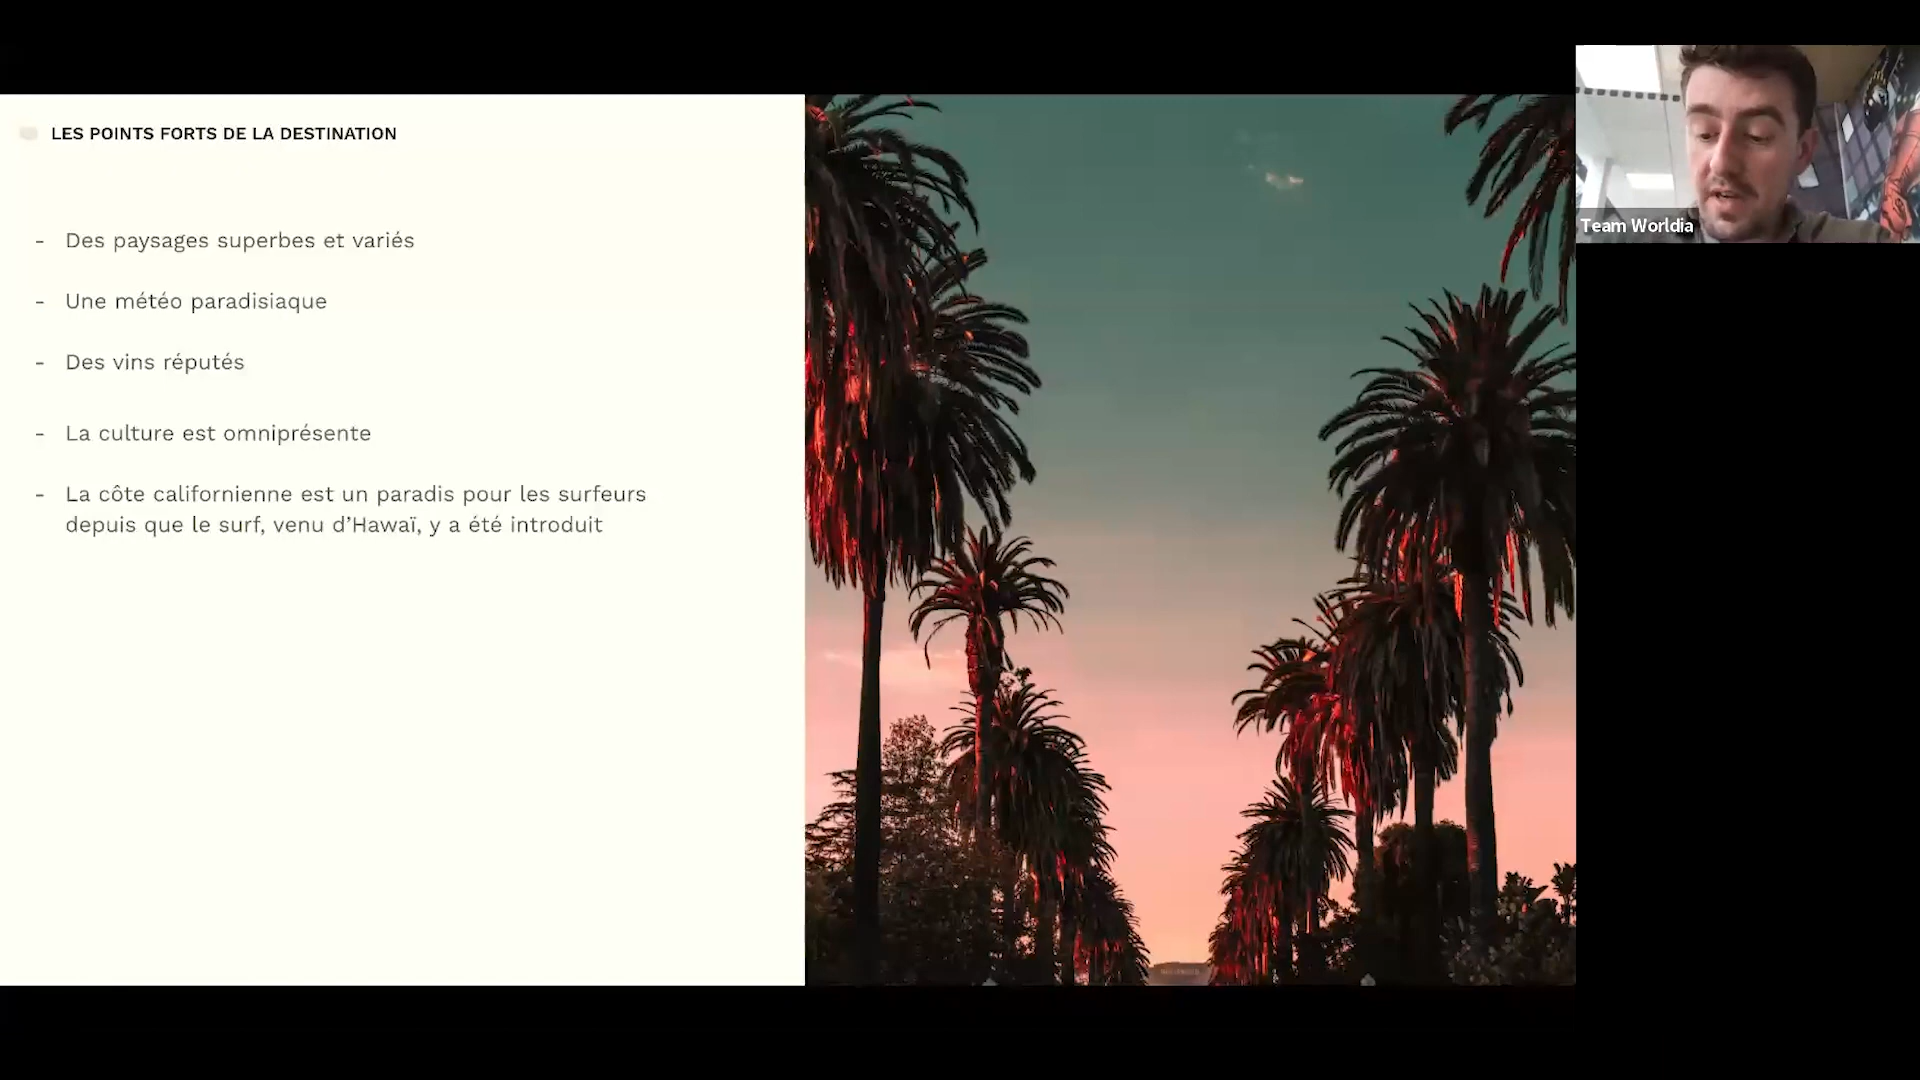 LES POINTS FORTS DE LA DESTINATION
- Des paysages superbes et variés
- Une météo paradisiaque
- Des vins réputés
- La culture est omniprésente
- La côte californienne est un paradis pour les surfeurs
depuis que le surf, venu d’Hawaï, y a été introduit
Team Worldia